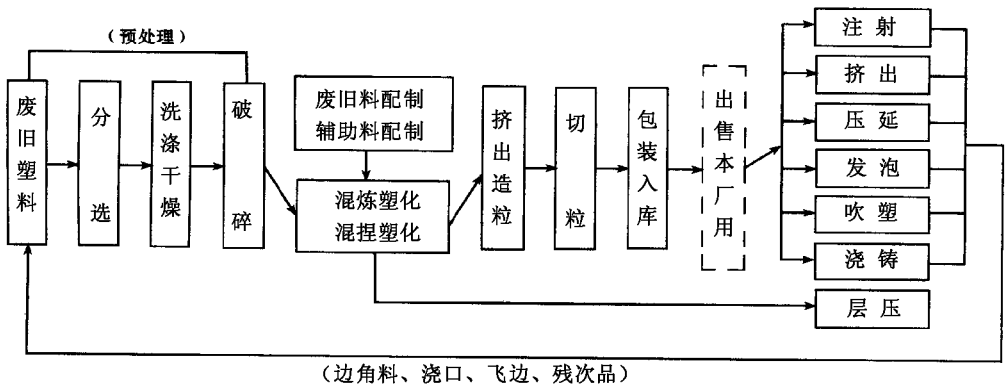 （预处理）
废旧塑料
分选
洗涤干燥
破碎
废旧料配制
辅助料配制
混炼塑化
混捏塑化
挤出造粒
切粒
包装入库
出售本厂用
注射
挤出
压延
发泡
吹塑
浇铸
层压
（边角料、浇口、飞边、残次品）